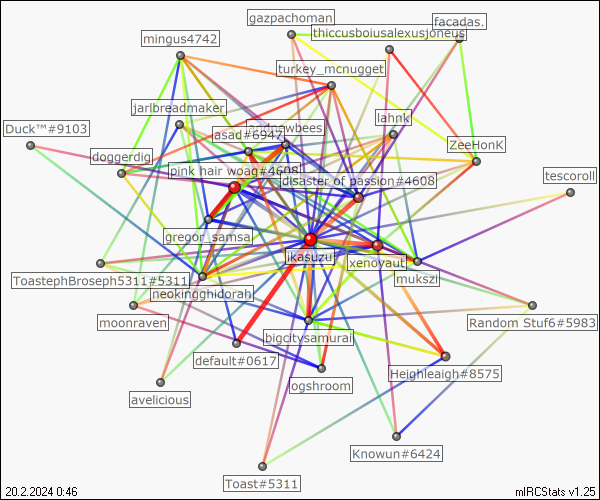 gazpachoman
facadas.
thiccusboiusalexusjoneus
mingus4742
turkey_mcnugget
jarlbreadmaker
lahnk
Duck™#9103
asad#6947
ZeeHonK
doggerdig
pink hair woag#4608
disaster of passion#4608
tescoroll
gregor_samsa
ikasuzu
xenovaut
mukszi
ToastephBroseph5311#5311
neokingghidorah
moonraven
bigcitysamurai
Random Stuf6#5983
default#0617
Heighleaigh#8575
ogshroom
avelicious
Knowun#6424
Toast#5311
20.2.2024 0:46
mIRCStats v1.25